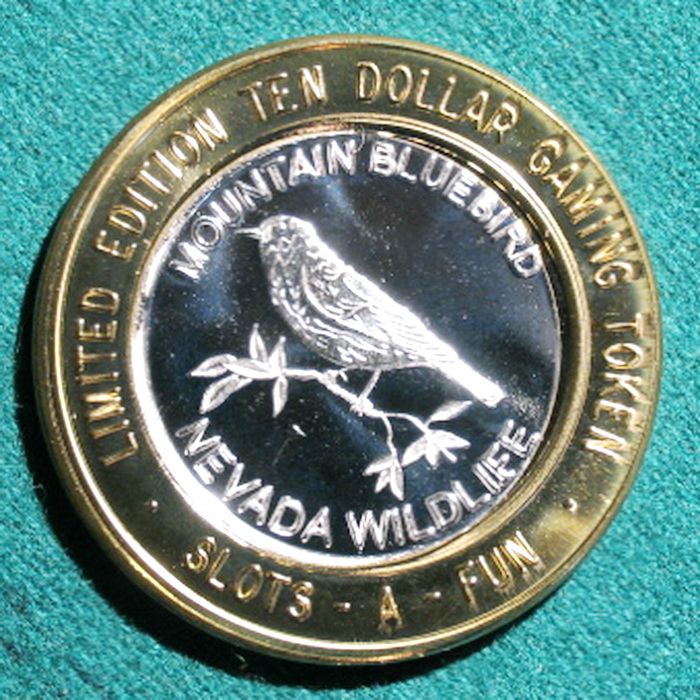 LIMITED EDITION TEN DOLLAR GAMING TOKEN
MOUNTAIN BLUEBIRD
NEVADA WILDLIFE
· SLOTS - A - FUN ·